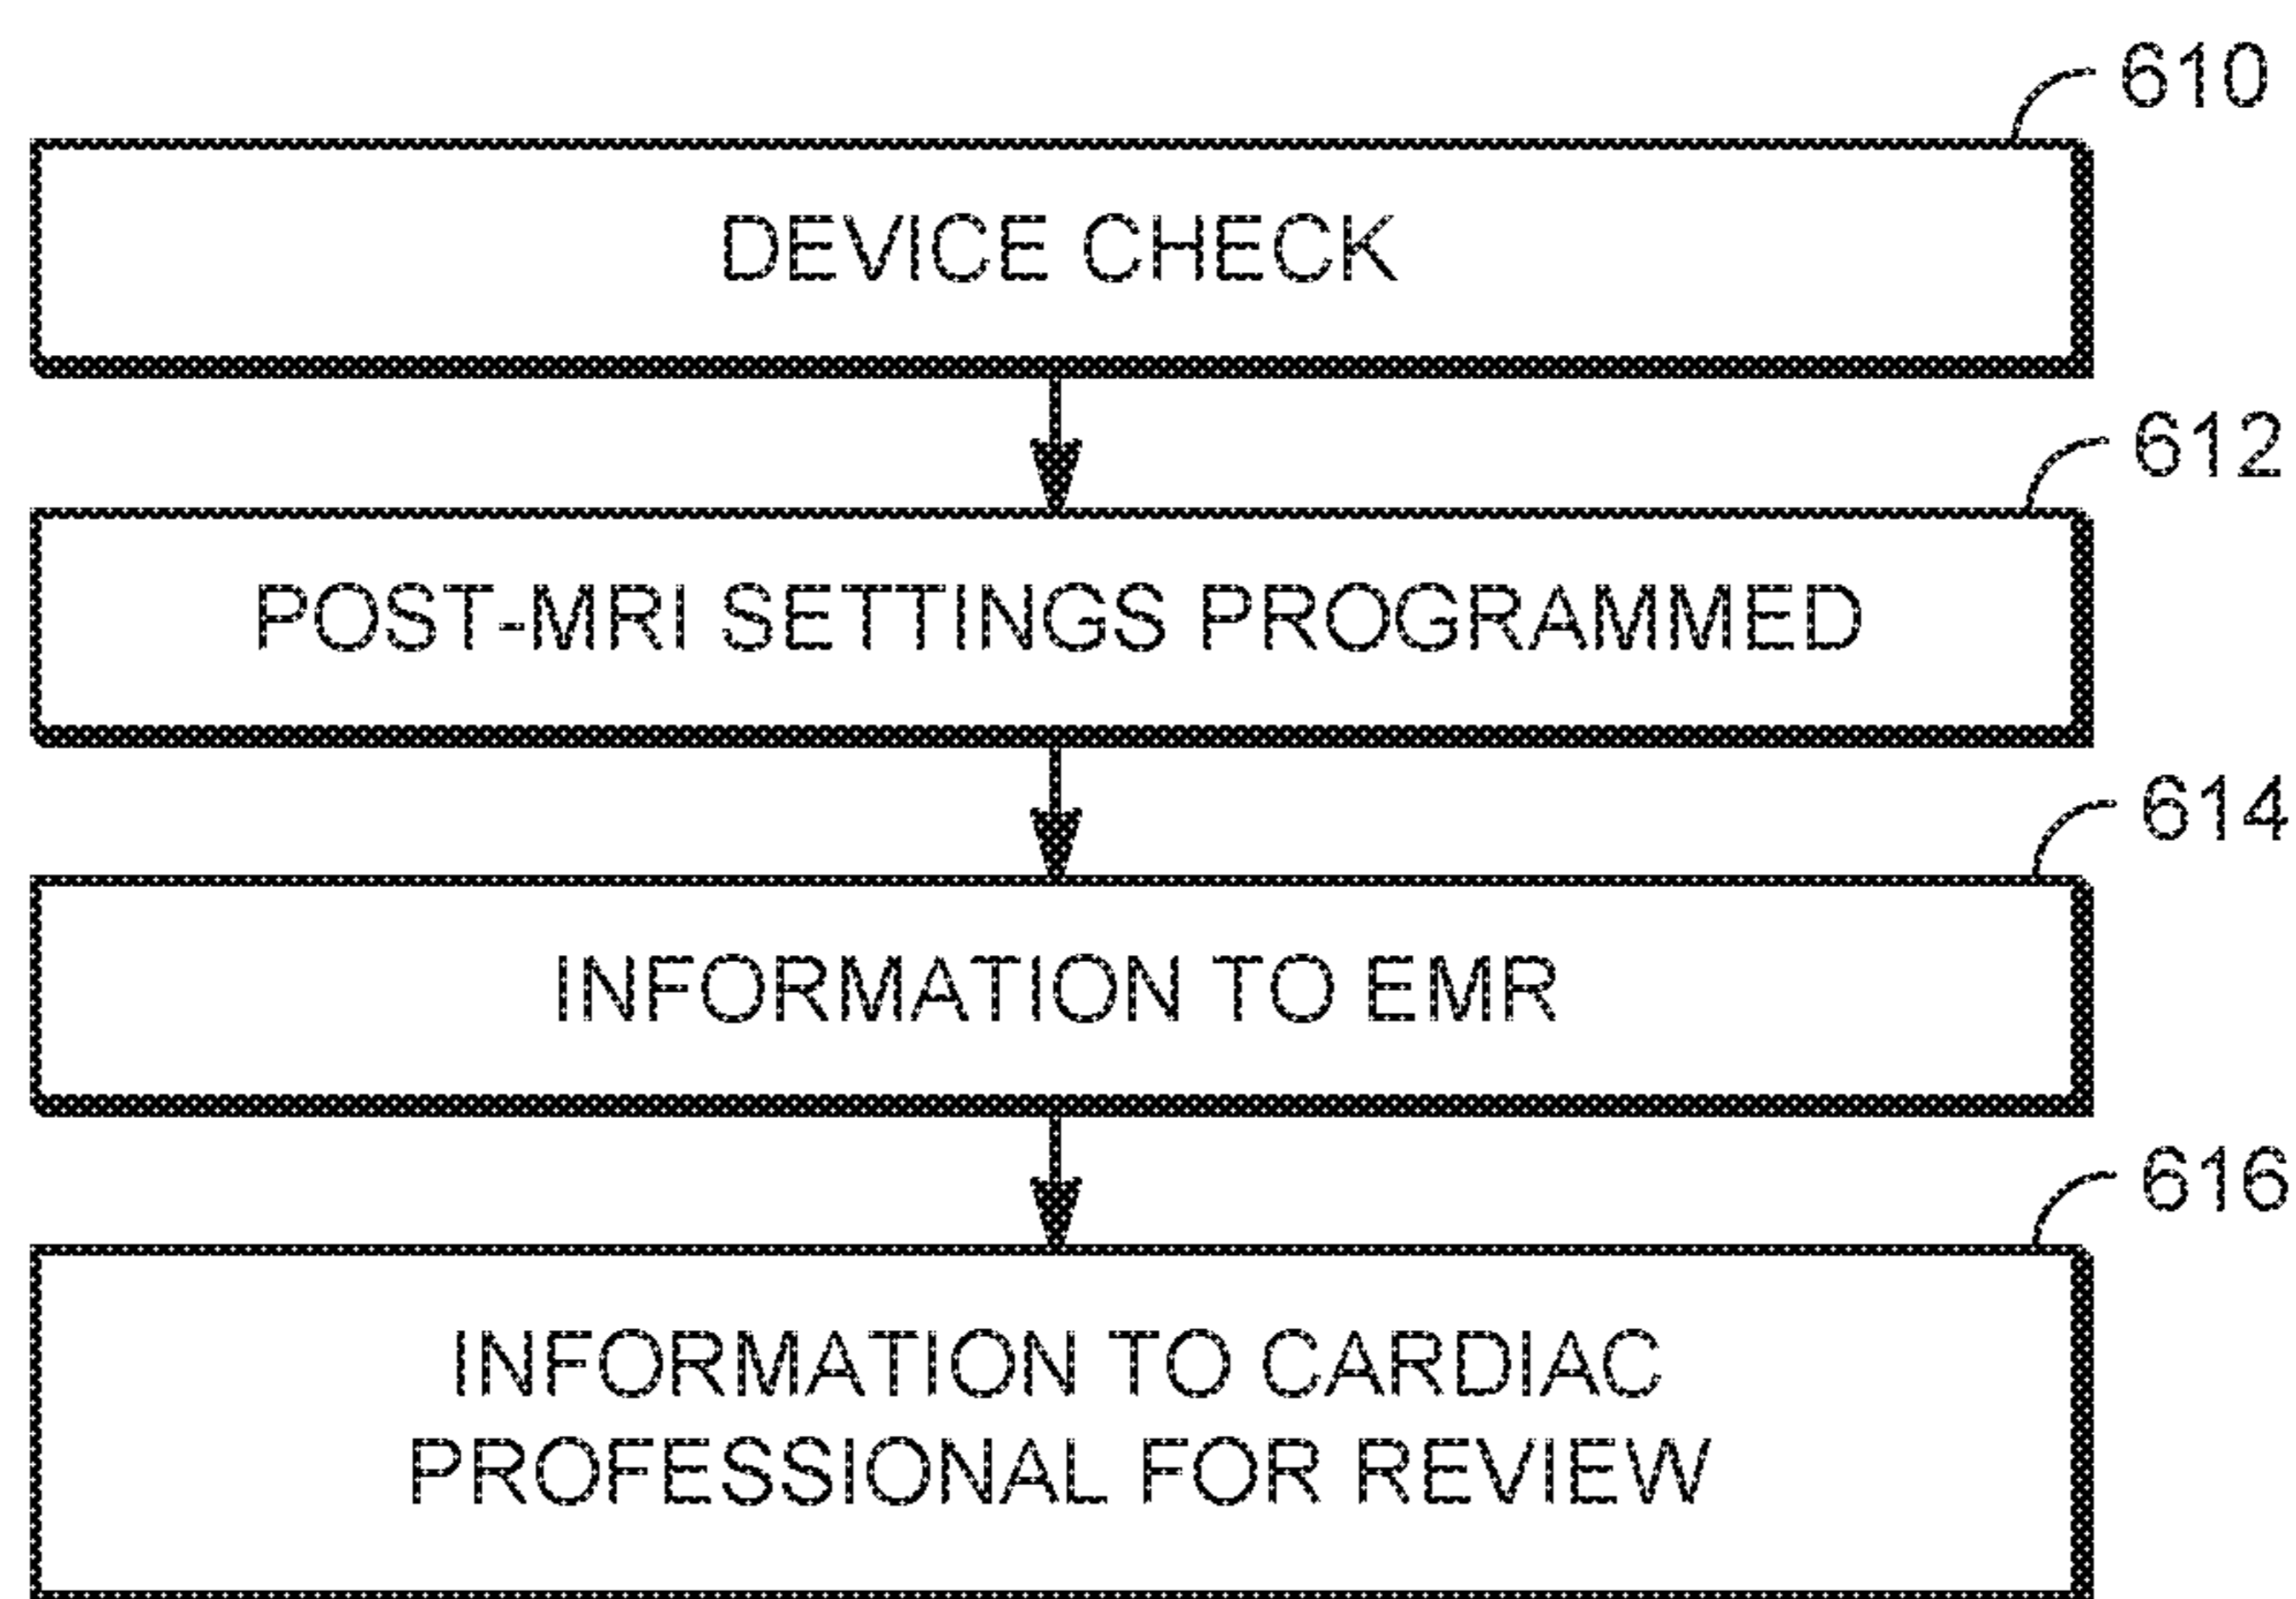 610
DEVICE CHECK
612
POST-MRI SETTINGS PROGRAMMED
614
INFORMATION TO EMR
616
INFORMATION TO CARDIAC
PROFESSIONAL FOR REVIEW